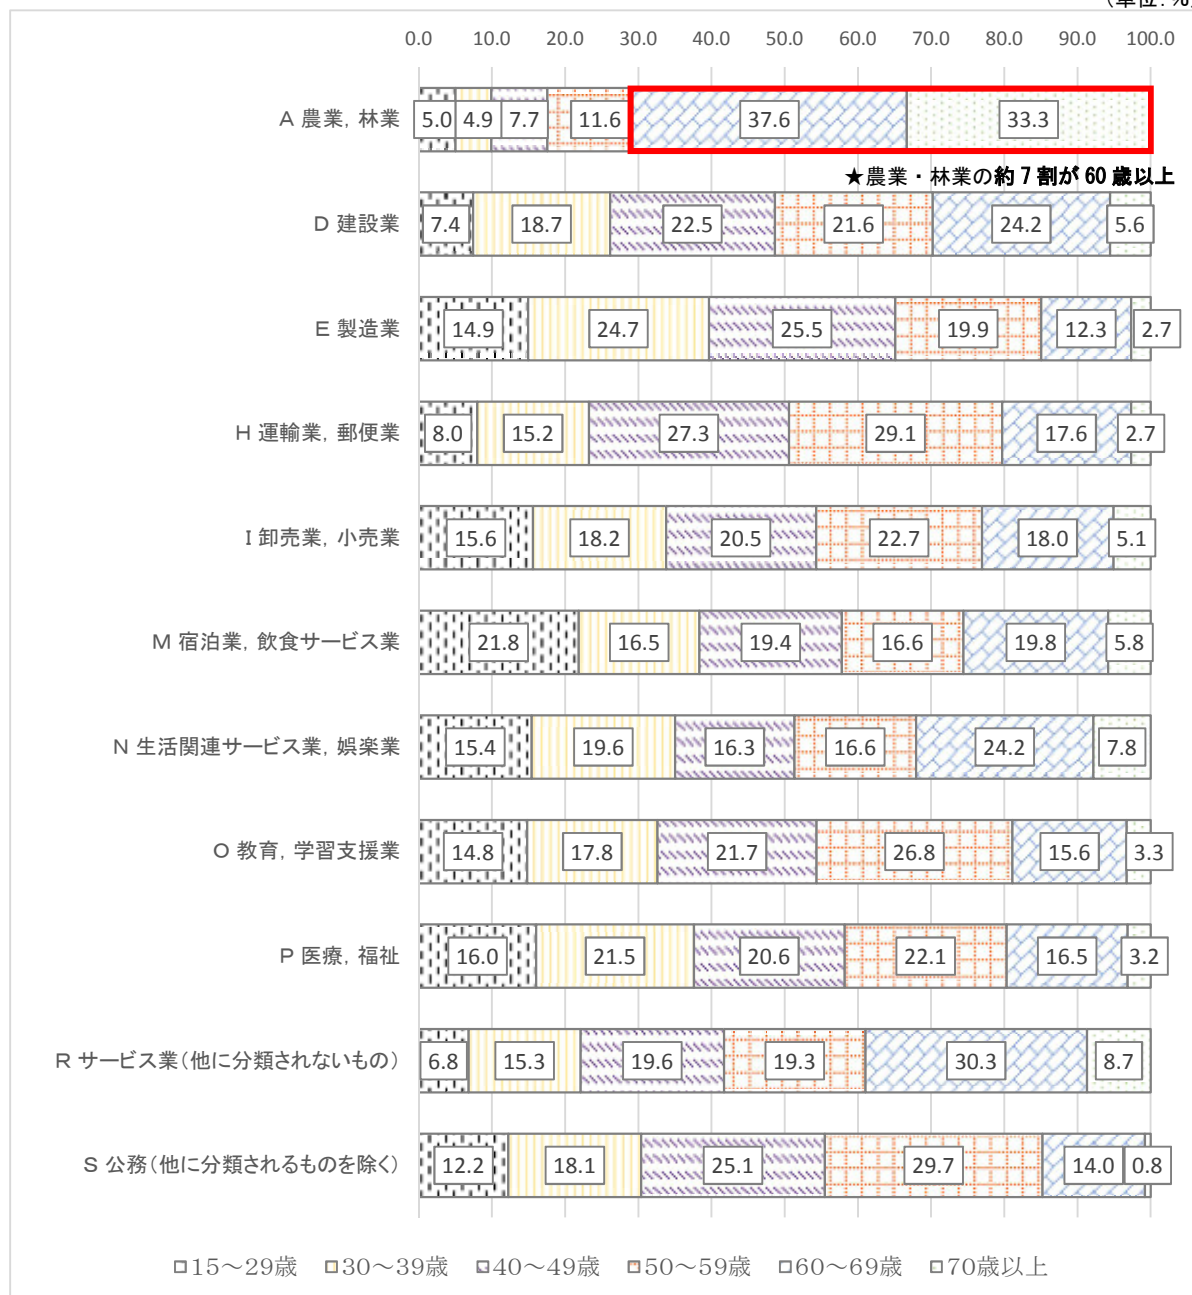 (単位:%)
0.0 10.0 20.0 30.0 40.0 50.0 60.0 70.0 80.0 90.0 100.0
A 農業, 林業 5.0 4.9 7.7 11.6 37.6 33.3
★農業・林業の約7割が60歳以上
D 建設業 7.4 18.7 22.5 21.6 24.2 5.6
E 製造業 14.9 24.7 25.5 19.9 12.3 2.7
H 運輸業, 郵便業 8.0 15.2 27.3 29.1 17.6 2.7
I 卸売業, 小売業 15.6 18.2 20.5 22.7 18.0 5.1
M 宿泊業, 飲食サービス業 21.8 16.5 19.4 16.6 19.8 5.8
N 生活関連サービス業, 娯楽業 15.4 19.6 16.3 16.6 24.2 7.8
O 教育, 学習支援業 14.8 17.8 21.7 26.8 15.6 3.3
P 医療, 福祉 16.0 21.5 20.6 22.1 16.5 3.2
R サービス業(他に分類されないもの) 6.8 15.3 19.6 19.3 30.3 8.7
S 公務(他に分類されるものを除く) 12.2 18.1 25.1 29.7 14.0 0.8
15～29歳 30～39歳 40～49歳 50～59歳 60～69歳 70歳以上